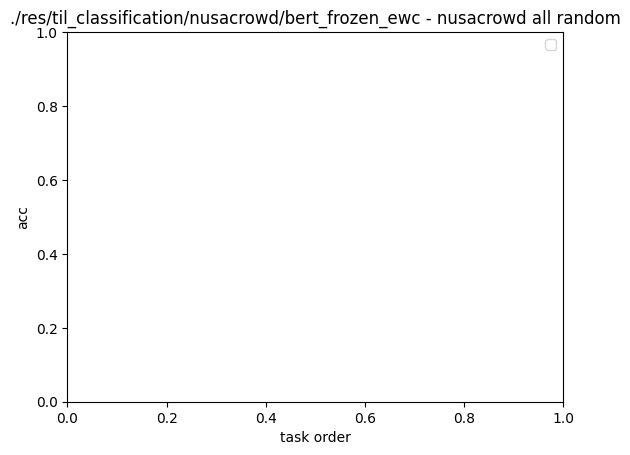 ./res/til_classification/nusacrowd/bert_frozen_ewc - nusacrowd all random
1.0
0.8
0.6
0.4
0.2
0.0
acc
0.0 0.2 0.4 0.6 0.8 1.0
task order